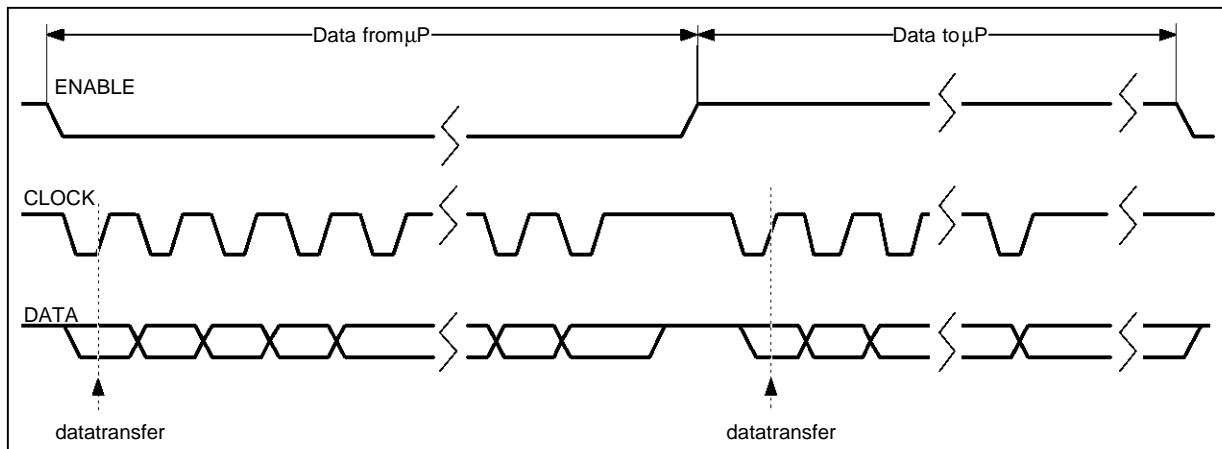 Data fromµP
Data toµP
ENABLE
CLOCK
DATA
datatransfer
datatransfer